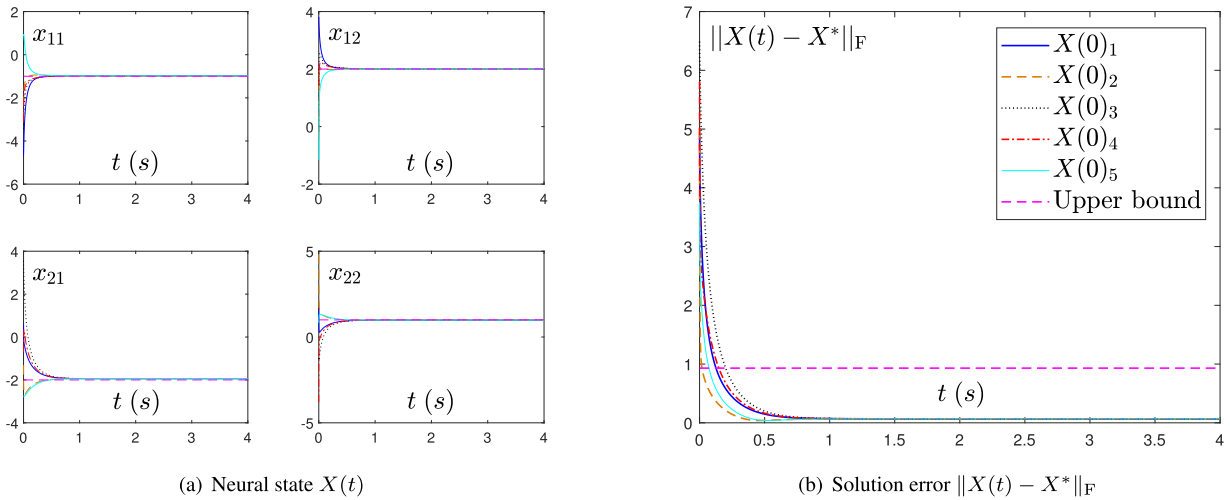 x₁₁
2
0
-2
-4
-6
t (s)
0 1 2 3 4
x₁₂
4
2
0
-2
t (s)
0 1 2 3 4
x₂₁
4
2
0
-2
-4
t (s)
0 1 2 3 4
x₂₂
5
0
-5
t (s)
0 1 2 3 4
(a) Neural state X(t)
||X(t) − X*||F
7
6
5
4
3
2
1
0
X(0)₁
X(0)₂
X(0)₃
X(0)₄
X(0)₅
Upper bound
t (s)
0 0.5 1 1.5 2 2.5 3 3.5 4
(b) Solution error ‖X(t) − X*‖F